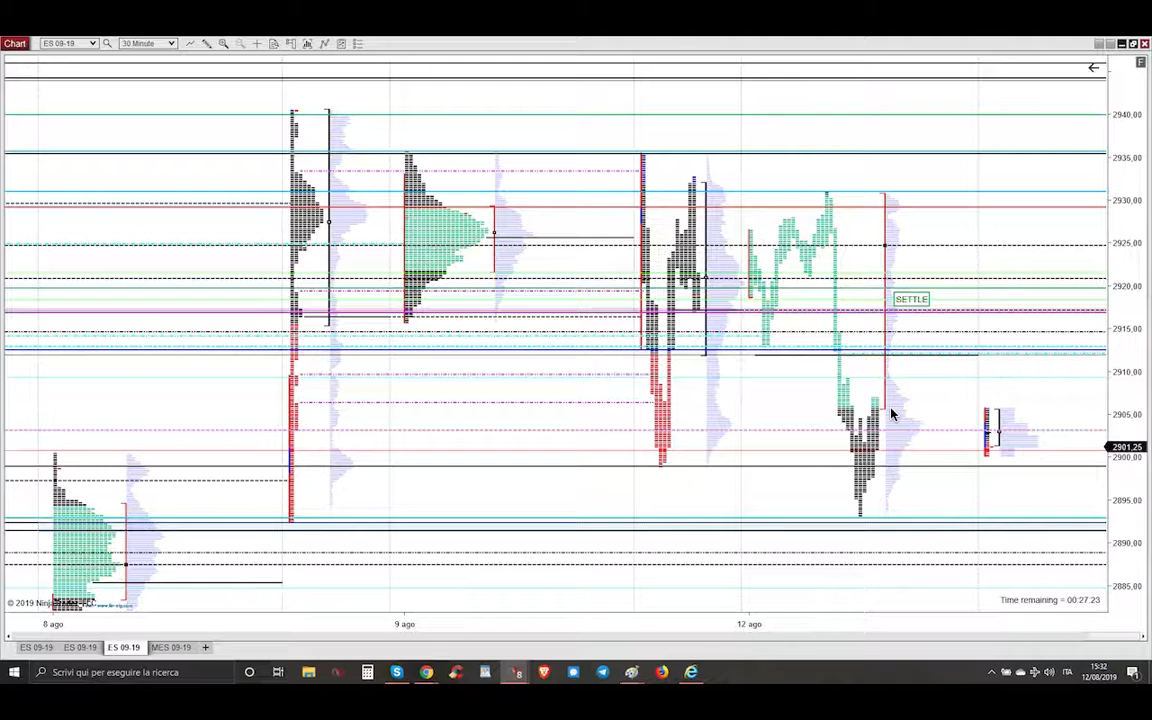 Chart
ES 09-19
30 Minute
F
2940,00
2935,00
2930,00
2925,00
2920,00
SETTLE
2915,00
2910,00
2905,00
2901,25
2900,00
2895,00
2890,00
2885,00
© 2019 Ninja
Time remaining = 00:27:23
8 ago
9 ago
12 ago
ES 09-19
ES 09-19
ES 09-19
MES 09-19
+
Scrivi qui per eseguire la ricerca
8
ITA
15:32
12/08/2019